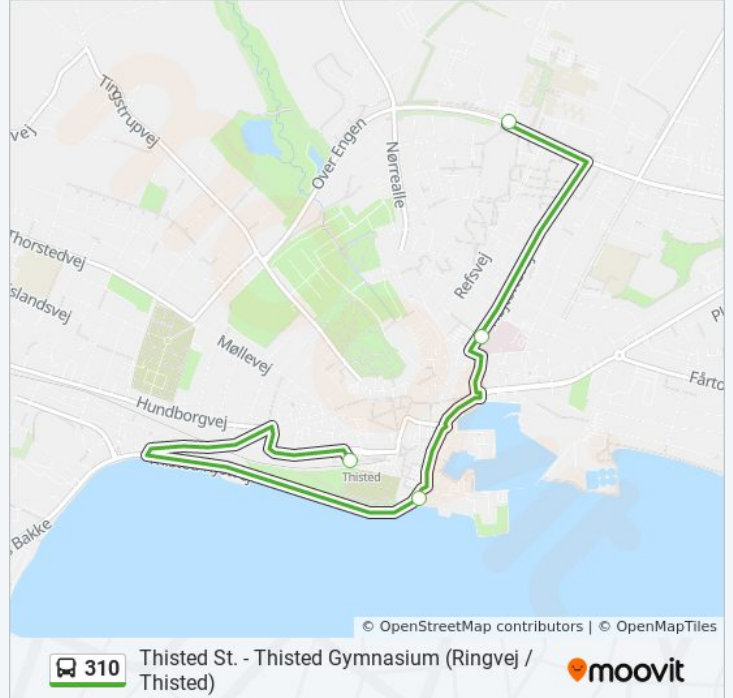 Tingstrupvej
vej
Over Engen
Nørrealle
Thorstedvej
Refsvej
slandsvej
Møllevej
Fårto
Hundborgvej
Thisted
Bakke
© OpenStreetMap contributors | © OpenMapTiles
310
Thisted St. - Thisted Gymnasium (Ringvej /
Thisted)
moovit